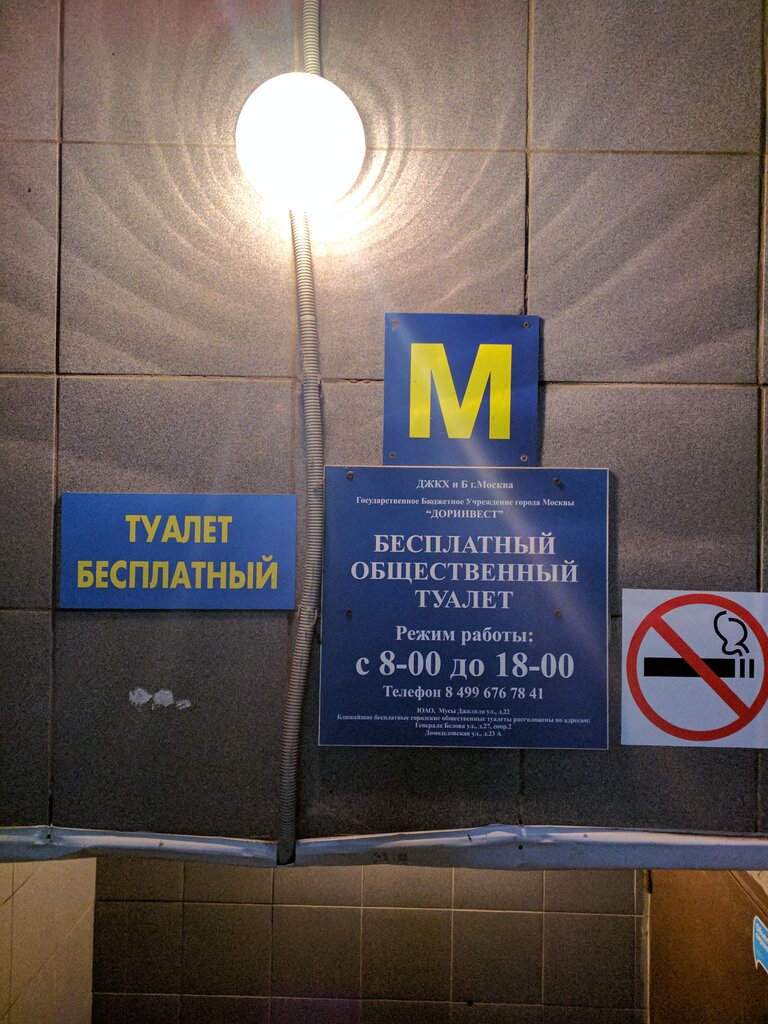 М
ТУАЛЕТ
БЕСПЛАТНЫЙ
ДЖКХ и Б г.Москва
Государственное Бюджетное Учреждение города Москвы
“ДОРИНВЕСТ”
БЕСПЛАТНЫЙ
ОБЩЕСТВЕННЫЙ
ТУАЛЕТ
Режим работы:
с 8-00 до 18-00
Телефон 8 499 676 78 41
ЮАО, Мусы Джалиля ул., д.22
Ближайшие бесплатные городские общественные туалеты расположены по адресам:
Генерала Белова ул., д.27, соор.2
Домодедовская ул., д.23 А